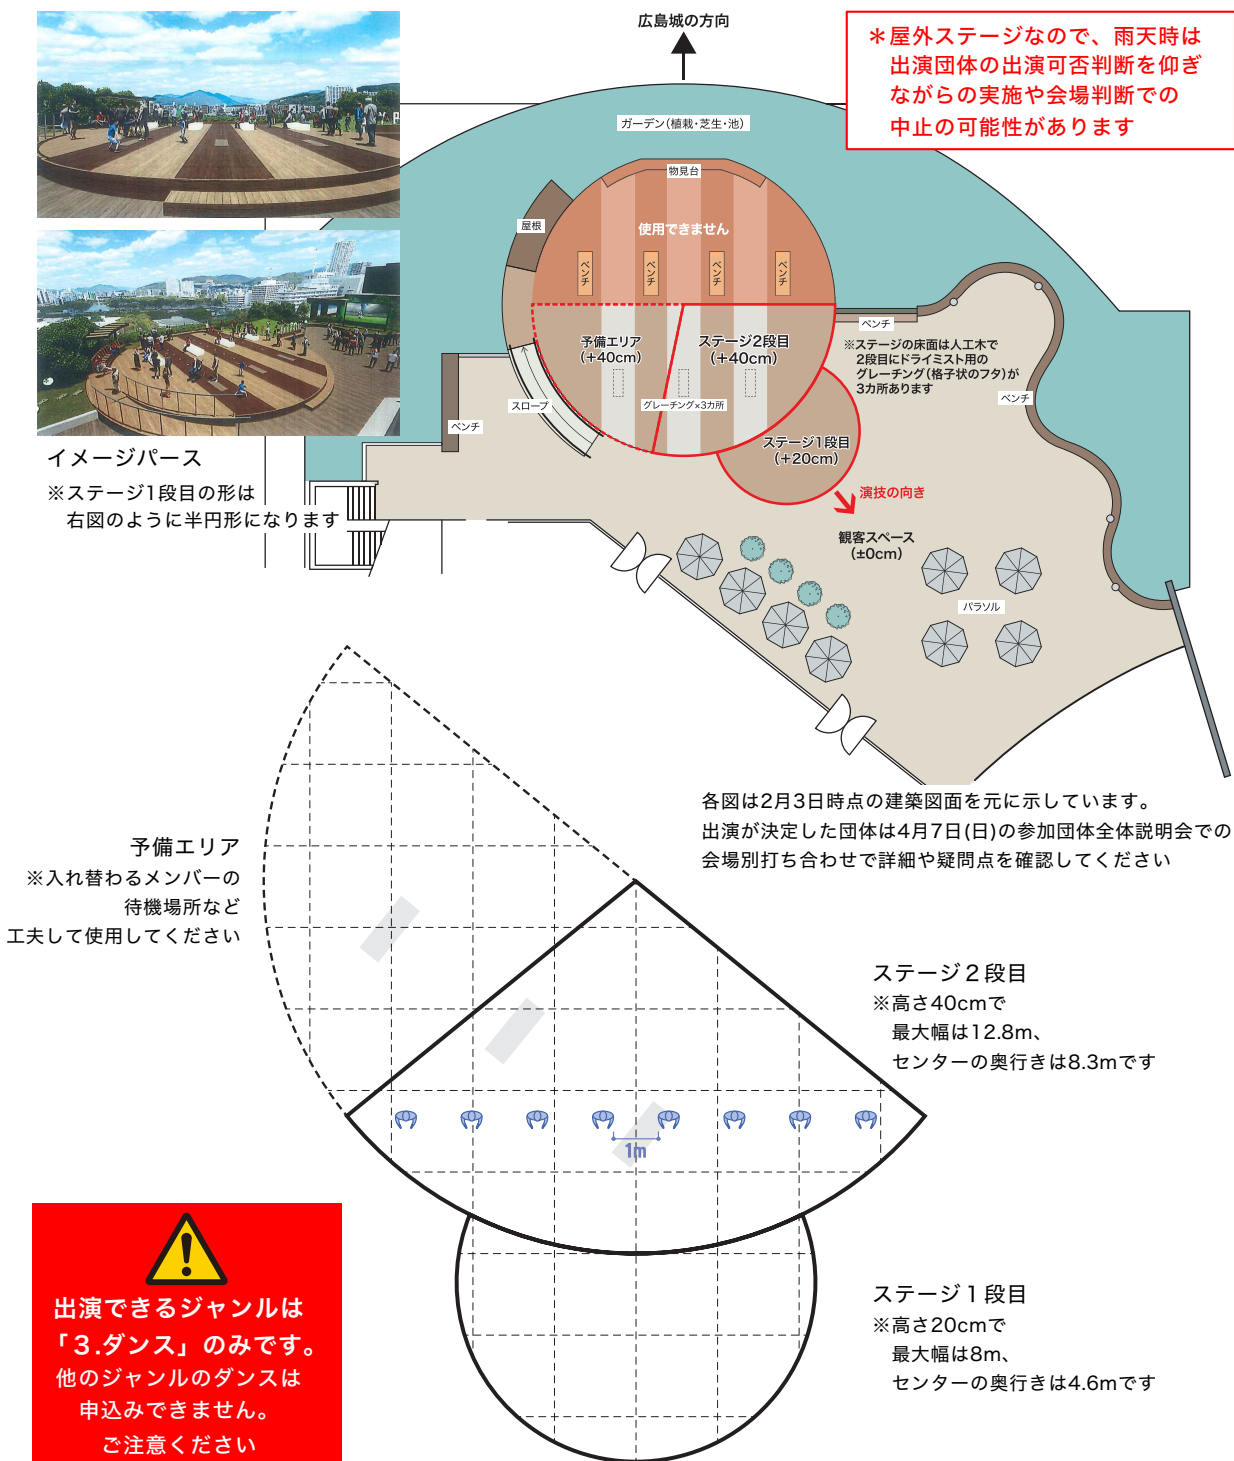 広島城の方向
＊屋外ステージなので、雨天時は
出演団体の出演可否判断を仰ぎ
ながらの実施や会場判断での
中止の可能性があります
ガーデン（植栽・芝生・池）
物見台
屋根
使用できません
ベンチ
ベンチ
ベンチ
ベンチ
予備エリア
（+40cm）
ステージ2段目
（+40cm）
グレーチング×3カ所
スロープ
ベンチ
ベンチ
※ステージの床面は人工木で
2段目にドライミスト用の
グレーチング（格子状のフタ）が
3カ所あります
ベンチ
ステージ1段目
（+20cm）
演技の向き
観客スペース
（±0cm）
パラソル
イメージパース
※ステージ1段目の形は
右図のように半円形になります
各図は2月3日時点の建築図面を元に示しています。
出演が決定した団体は4月7日(日)の参加団体全体説明会での
会場別打ち合わせで詳細や疑問点を確認してください
予備エリア
※入れ替わるメンバーの
待機場所など
工夫して使用してください
ステージ２段目
※高さ40cmで
最大幅は12.8m、
センターの奥行きは8.3mです
1m
ステージ１段目
※高さ20cmで
最大幅は8m、
センターの奥行きは4.6mです
出演できるジャンルは
「３.ダンス」のみです。
他のジャンルのダンスは
申込みできません。
ご注意ください